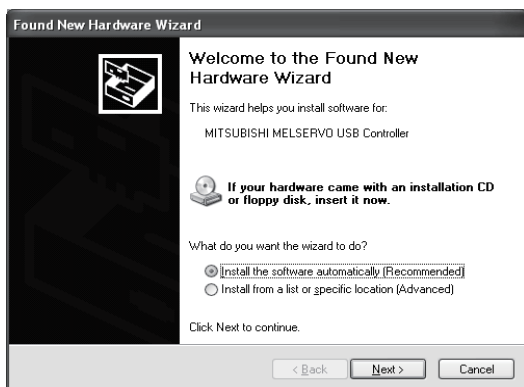 Found New Hardware Wizard
Welcome to the Found New
Hardware Wizard
This wizard helps you install software for:
MITSUBISHI MELSERVO USB Controller
If your hardware came with an installation CD
or floppy disk, insert it now.
What do you want the wizard to do?
Install the software automatically (Recommended)
Install from a list or specific location (Advanced)
Click Next to continue.
< Back Next > Cancel